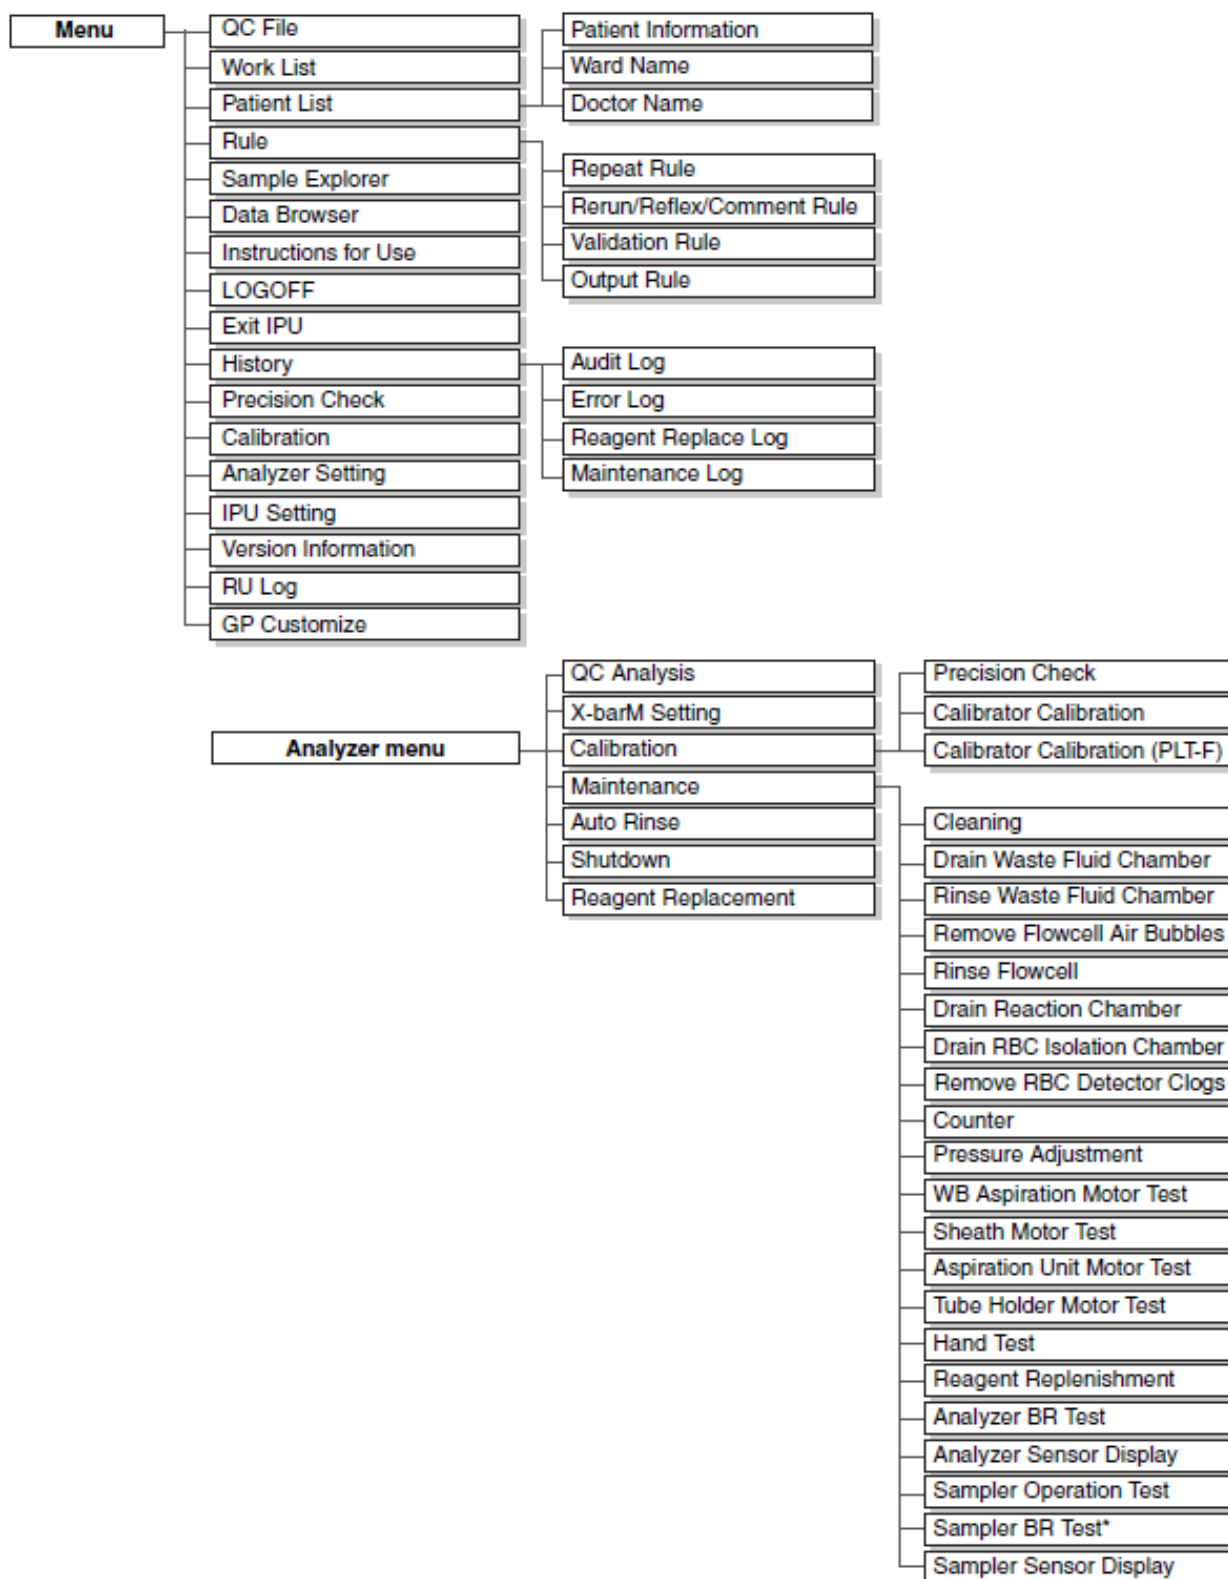 Menu
QC File
Work List
Patient List
Rule
Sample Explorer
Data Browser
Instructions for Use
LOGOFF
Exit IPU
History
Precision Check
Calibration
Analyzer Setting
IPU Setting
Version Information
RU Log
GP Customize
Patient Information
Ward Name
Doctor Name
Repeat Rule
Rerun/Reflex/Comment Rule
Validation Rule
Output Rule
Audit Log
Error Log
Reagent Replace Log
Maintenance Log
Analyzer menu
QC Analysis
X-barM Setting
Calibration
Maintenance
Auto Rinse
Shutdown
Reagent Replacement
Precision Check
Calibrator Calibration
Calibrator Calibration (PLT-F)
Cleaning
Drain Waste Fluid Chamber
Rinse Waste Fluid Chamber
Remove Flowcell Air Bubbles
Rinse Flowcell
Drain Reaction Chamber
Drain RBC Isolation Chamber
Remove RBC Detector Clogs
Counter
Pressure Adjustment
WB Aspiration Motor Test
Sheath Motor Test
Aspiration Unit Motor Test
Tube Holder Motor Test
Hand Test
Reagent Replenishment
Analyzer BR Test
Analyzer Sensor Display
Sampler Operation Test
Sampler BR Test*
Sampler Sensor Display